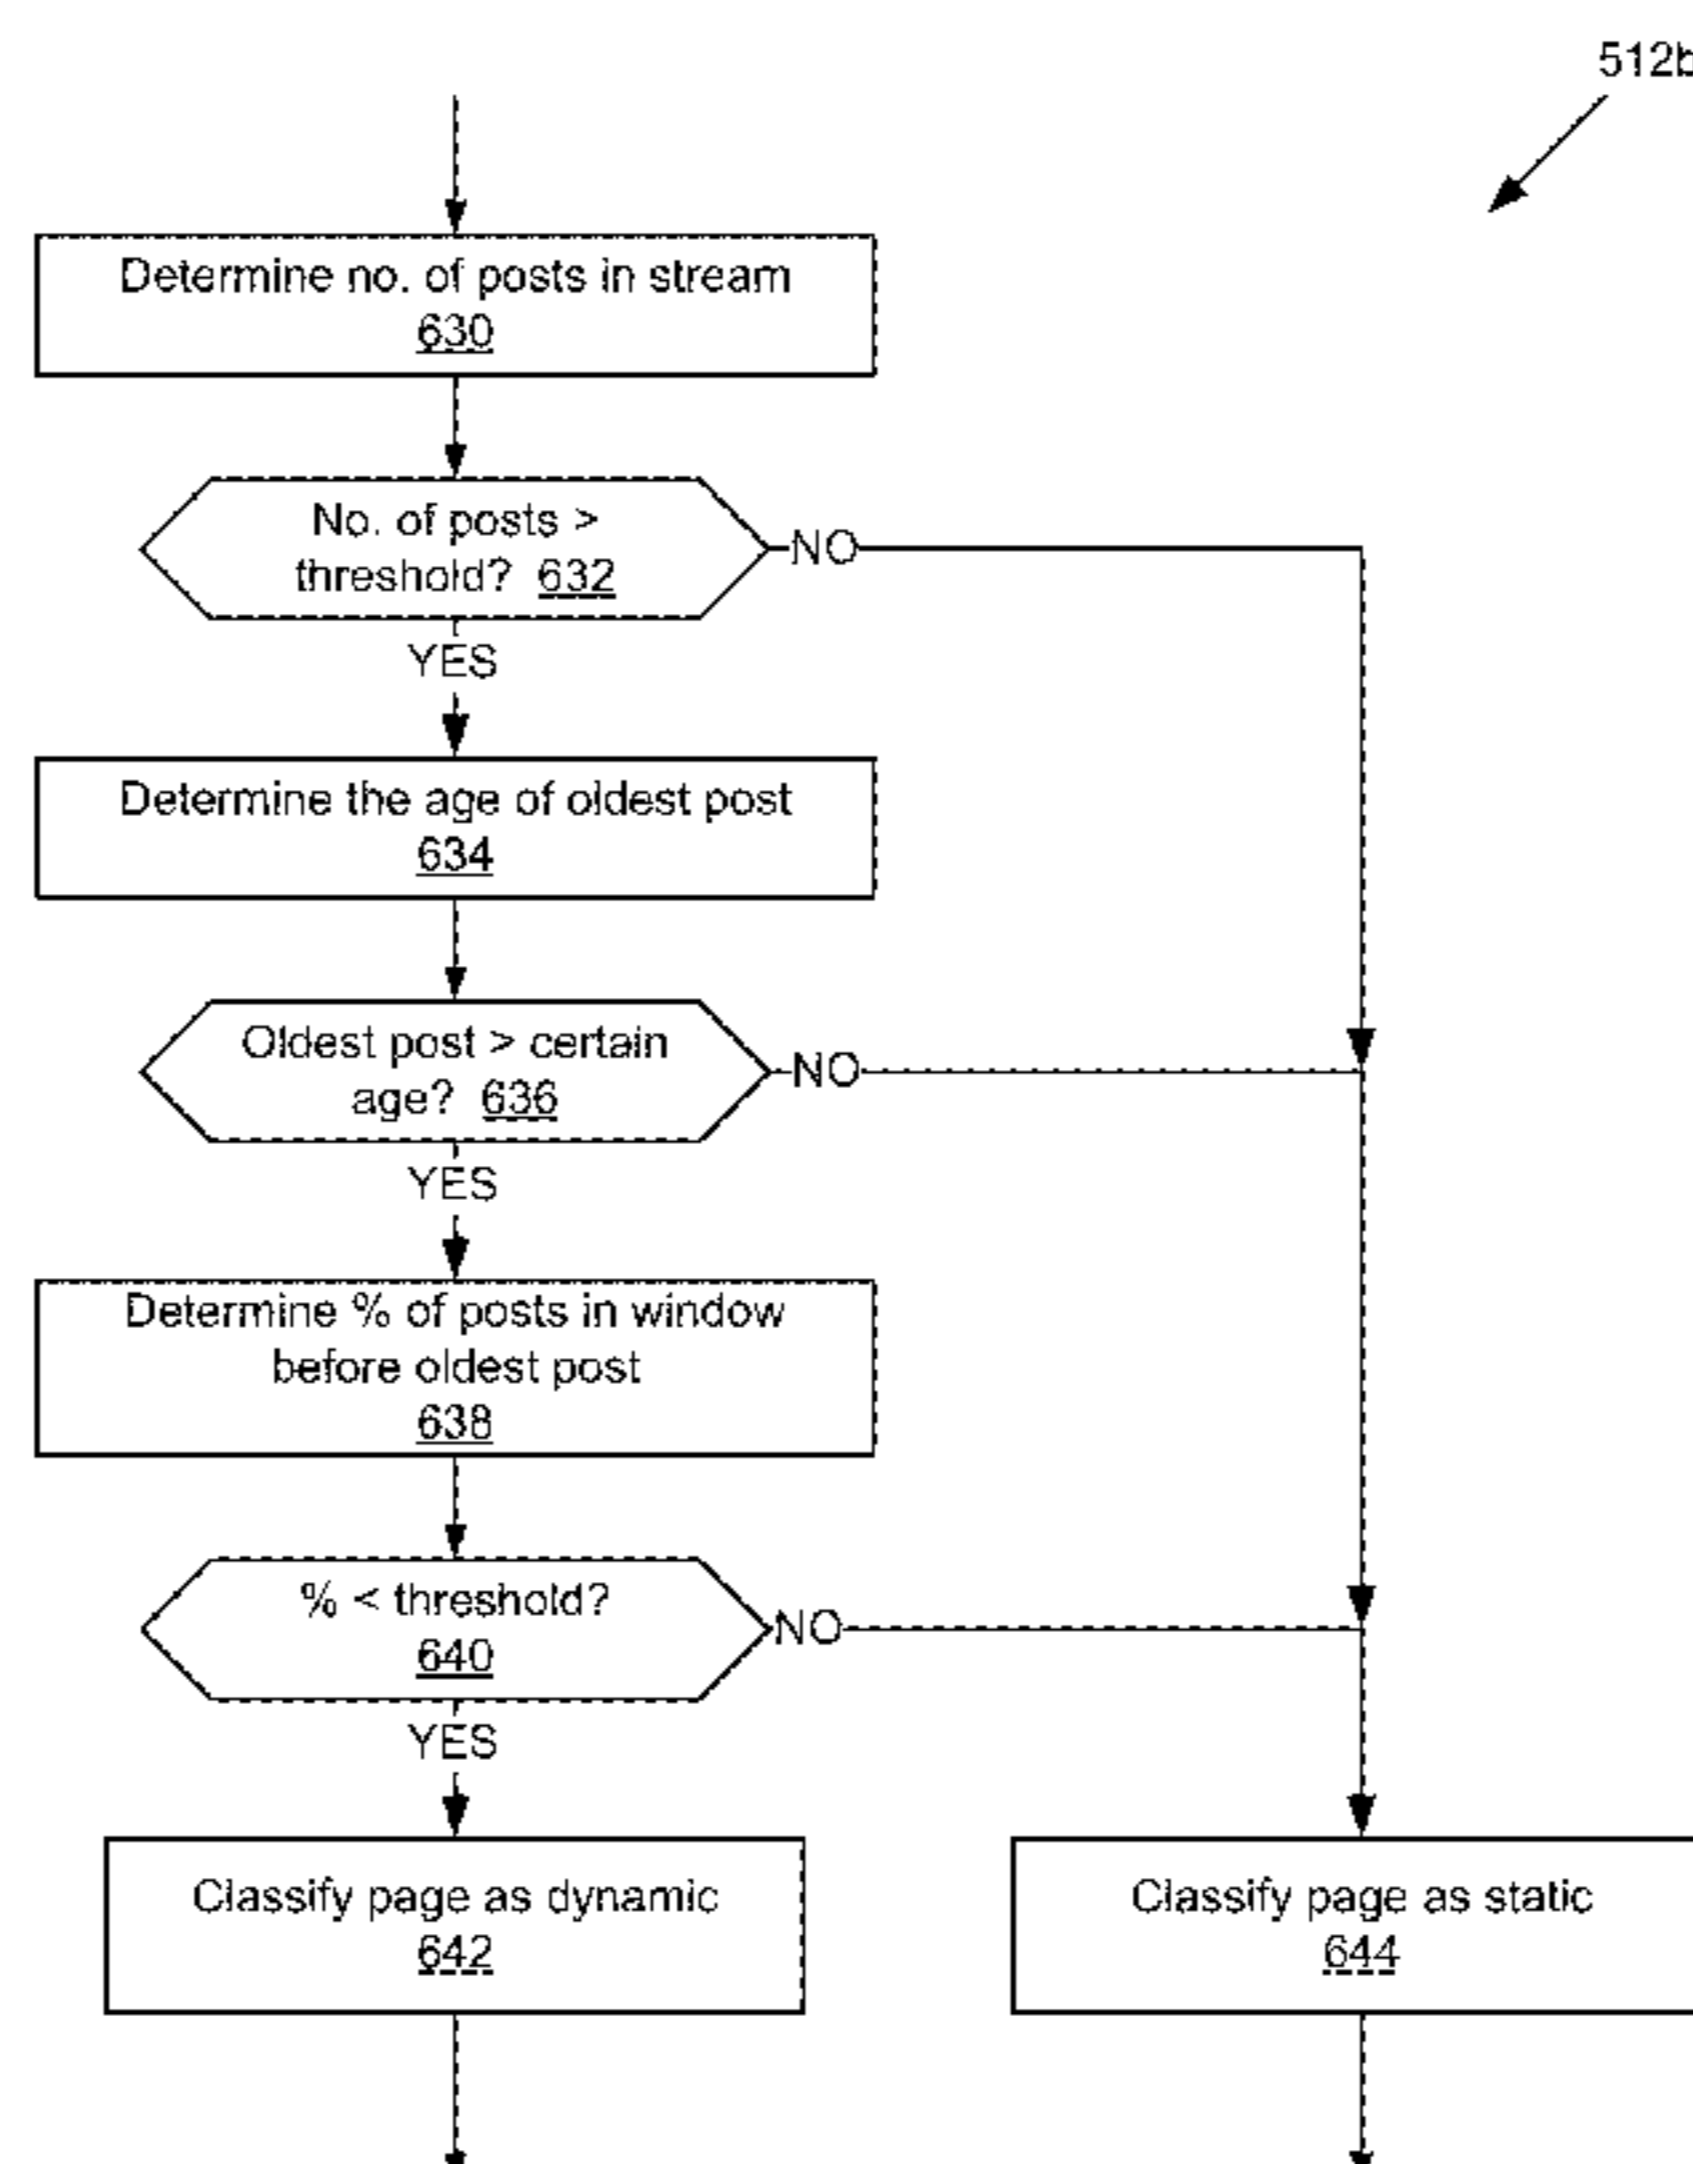 512b
Determine no. of posts in stream
630
No. of posts >
threshold? 632
NO
YES
Determine the age of oldest post
634
Oldest post > certain
age? 636
NO
YES
Determine % of posts in window
before oldest post
638
% < threshold?
640
NO
YES
Classify page as dynamic
642
Classify page as static
644